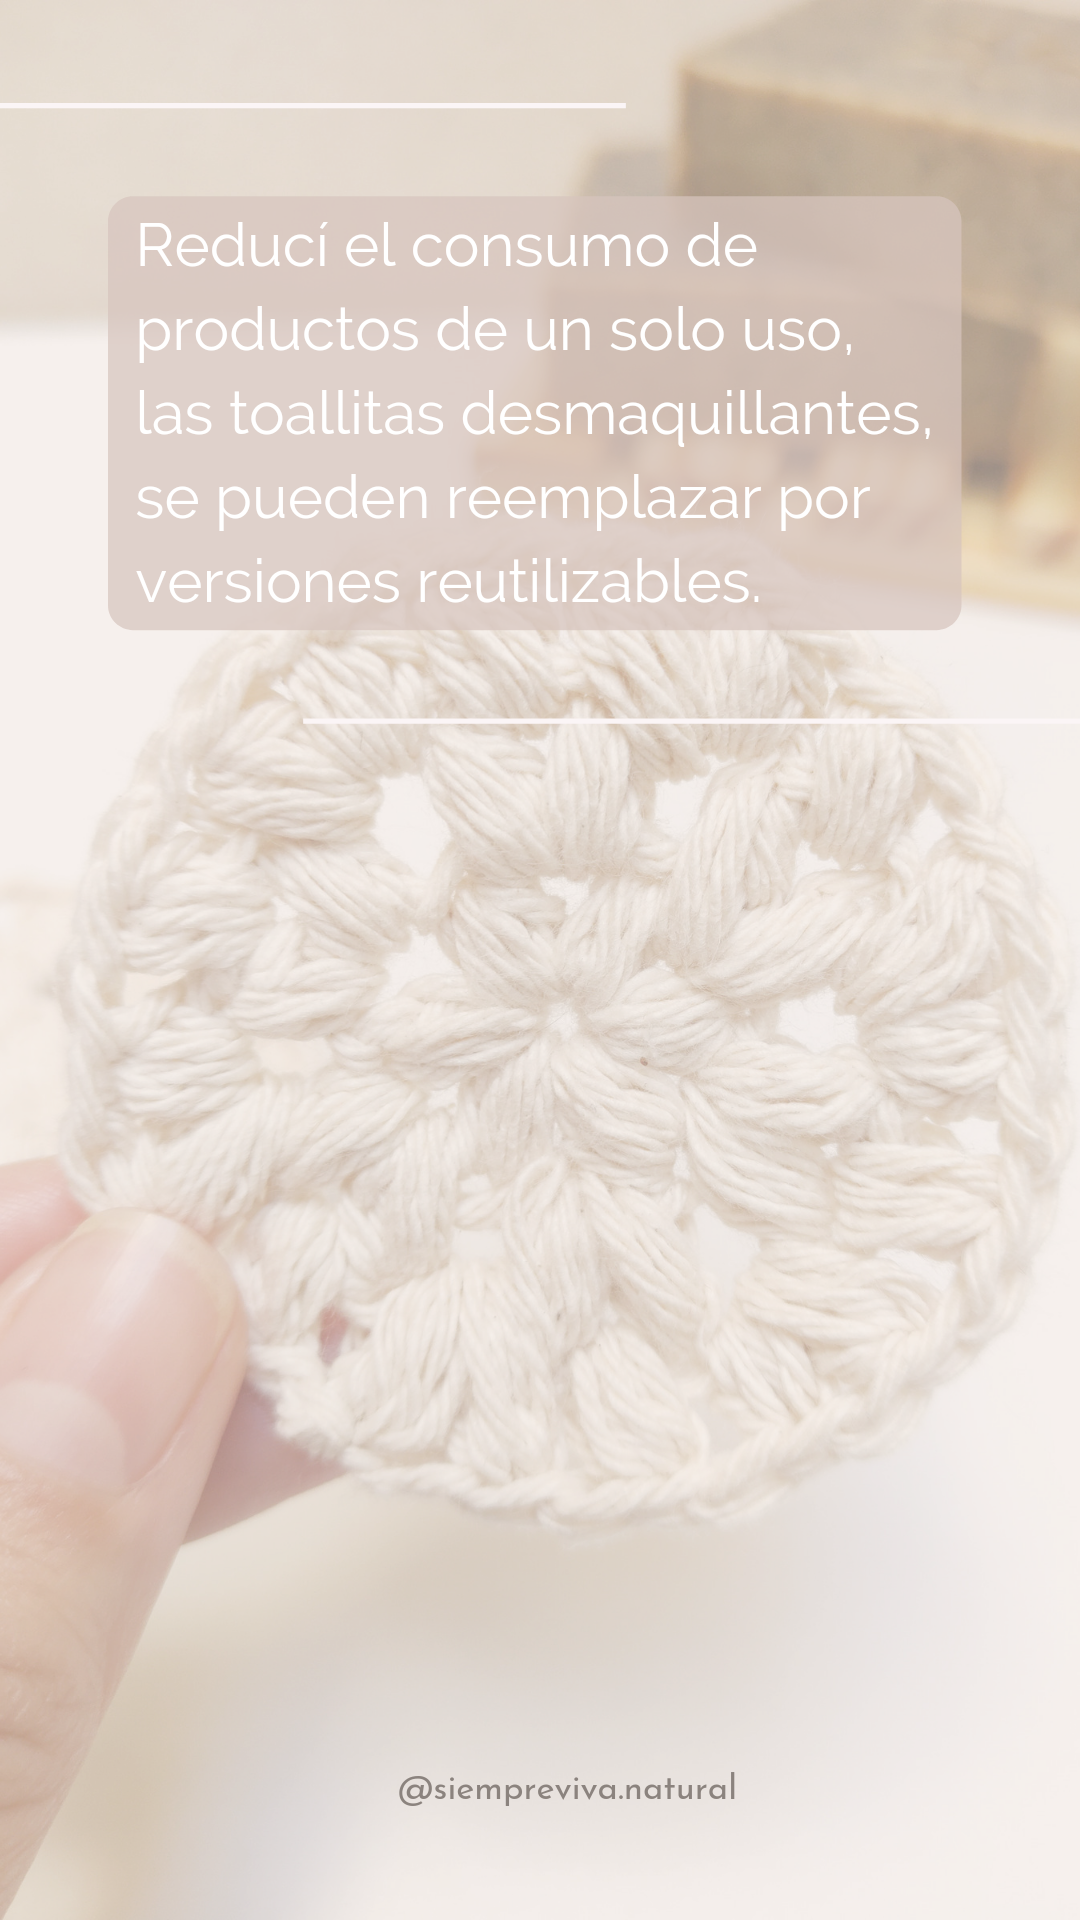 Reducí el consumo de
productos de un solo uso,
las toallitas desmaquillantes,
se pueden reemplazar por
versiones reutilizables.
@siempreviva.natural